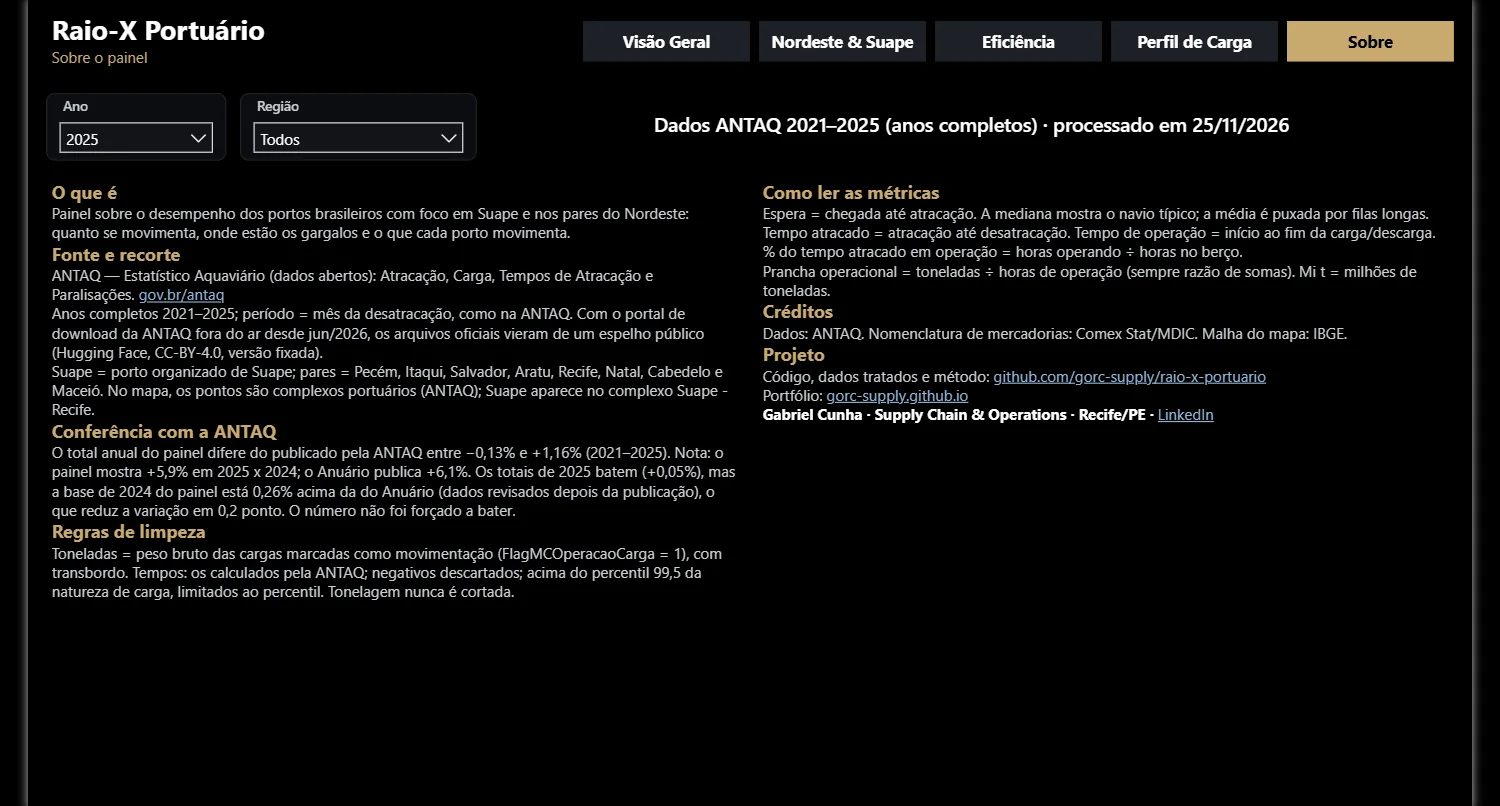 Raio-X Portuário
Sobre o painel
Visão Geral
Nordeste & Suape
Eficiência
Perfil de Carga
Sobre
Ano
2025
Região
Todos
Dados ANTAQ 2021–2025 (anos completos) · processado em 25/11/2026
O que é
Painel sobre o desempenho dos portos brasileiros com foco em Suape e nos pares do Nordeste:
quanto se movimenta, onde estão os gargalos e o que cada porto movimenta.
Fonte e recorte
ANTAQ — Estatístico Aquaviário (dados abertos): Atracação, Carga, Tempos de Atracação e
Paralisações. gov.br/antaq
Anos completos 2021–2025; período = mês da desatracação, como na ANTAQ. Com o portal de
download da ANTAQ fora do ar desde jun/2026, os arquivos oficiais vieram de um espelho público
(Hugging Face, CC-BY-4.0, versão fixada).
Suape = porto organizado de Suape; pares = Pecém, Itaqui, Salvador, Aratu, Recife, Natal, Cabedelo e
Maceió. No mapa, os pontos são complexos portuários (ANTAQ); Suape aparece no complexo Suape -
Recife.
Conferência com a ANTAQ
O total anual do painel difere do publicado pela ANTAQ entre −0,13% e +1,16% (2021–2025). Nota: o
painel mostra +5,9% em 2025 x 2024; o Anuário publica +6,1%. Os totais de 2025 batem (+0,05%), mas
a base de 2024 do painel está 0,26% acima da do Anuário (dados revisados depois da publicação), o
que reduz a variação em 0,2 ponto. O número não foi forçado a bater.
Regras de limpeza
Toneladas = peso bruto das cargas marcadas como movimentação (FlagMCOperacaoCarga = 1), com
transbordo. Tempos: os calculados pela ANTAQ; negativos descartados; acima do percentil 99,5 da
natureza de carga, limitados ao percentil. Tonelagem nunca é cortada.
Como ler as métricas
Espera = chegada até atracação. A mediana mostra o navio típico; a média é puxada por filas longas.
Tempo atracado = atracação até desatracação. Tempo de operação = início ao fim da carga/descarga.
% do tempo atracado em operação = horas operando ÷ horas no berço.
Prancha operacional = toneladas ÷ horas de operação (sempre razão de somas). Mi t = milhões de
toneladas.
Créditos
Dados: ANTAQ. Nomenclatura de mercadorias: Comex Stat/MDIC. Malha do mapa: IBGE.
Projeto
Código, dados tratados e método: github.com/gorc-supply/raio-x-portuario
Portfólio: gorc-supply.github.io
Gabriel Cunha · Supply Chain & Operations · Recife/PE · LinkedIn